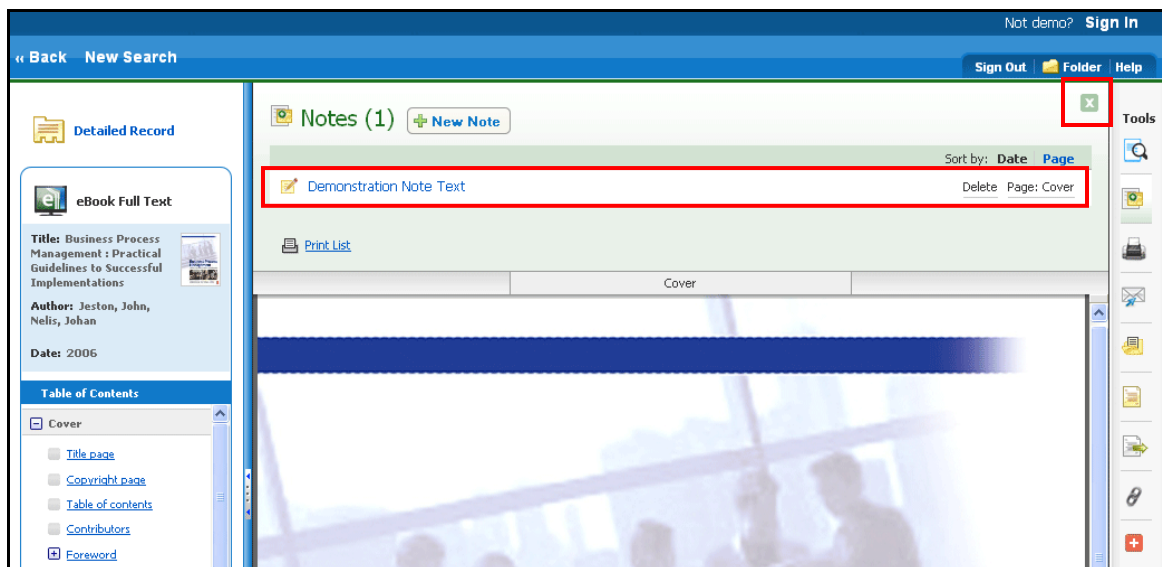 Not demo? Sign In
‹‹ Back New Search
Sign Out Folder Help
Detailed Record
eBook Full Text
Title: Business Process
Management : Practical
Guidelines to Successful
Implementations
Author: Jeston, John,
Nelis, Johan
Date: 2006
Table of Contents
Cover
Title page
Copyright page
Table of contents
Contributors
Foreword
Notes (1) New Note
Sort by: Date Page
Demonstration Note Text Delete Page: Cover
Print List
Cover
Tools